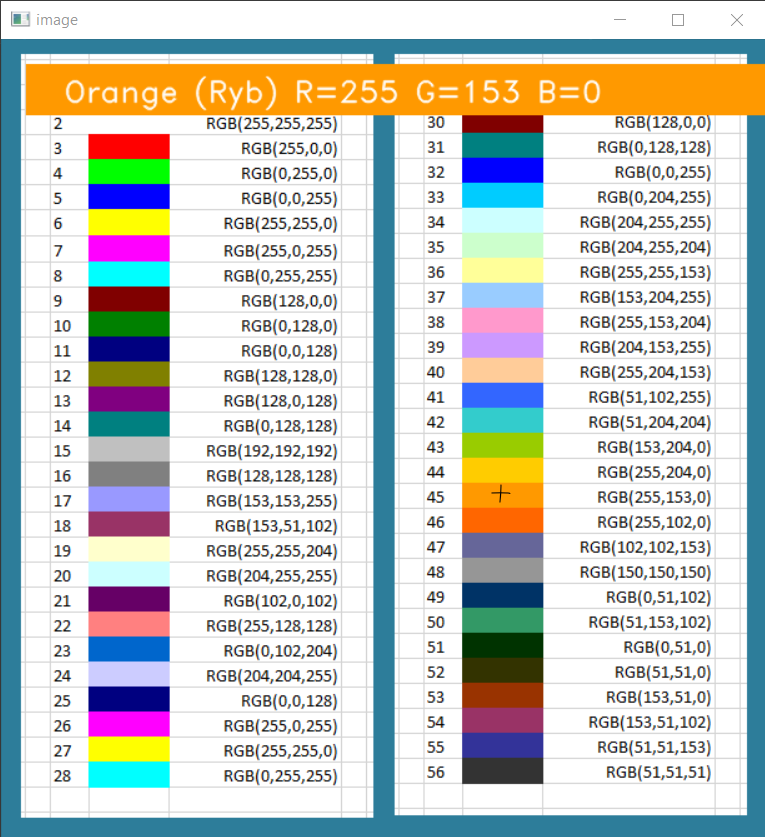 image
Orange (Ryb) R=255 G=153 B=0
2 RGB(255,255,255)
3 RGB(255,0,0)
4 RGB(0,255,0)
5 RGB(0,0,255)
6 RGB(255,255,0)
7 RGB(255,0,255)
8 RGB(0,255,255)
9 RGB(128,0,0)
10 RGB(0,128,0)
11 RGB(0,0,128)
12 RGB(128,128,0)
13 RGB(128,0,128)
14 RGB(0,128,128)
15 RGB(192,192,192)
16 RGB(128,128,128)
17 RGB(153,153,255)
18 RGB(153,51,102)
19 RGB(255,255,204)
20 RGB(204,255,255)
21 RGB(102,0,102)
22 RGB(255,128,128)
23 RGB(0,102,204)
24 RGB(204,204,255)
25 RGB(0,0,128)
26 RGB(255,0,255)
27 RGB(255,255,0)
28 RGB(0,255,255)
30 RGB(128,0,0)
31 RGB(0,128,128)
32 RGB(0,0,255)
33 RGB(0,204,255)
34 RGB(204,255,255)
35 RGB(204,255,204)
36 RGB(255,255,153)
37 RGB(153,204,255)
38 RGB(255,153,204)
39 RGB(204,153,255)
40 RGB(255,204,153)
41 RGB(51,102,255)
42 RGB(51,204,204)
43 RGB(153,204,0)
44 RGB(255,204,0)
45 RGB(255,153,0)
46 RGB(255,102,0)
47 RGB(102,102,153)
48 RGB(150,150,150)
49 RGB(0,51,102)
50 RGB(51,153,102)
51 RGB(0,51,0)
52 RGB(51,51,0)
53 RGB(153,51,0)
54 RGB(153,51,102)
55 RGB(51,51,153)
56 RGB(51,51,51)